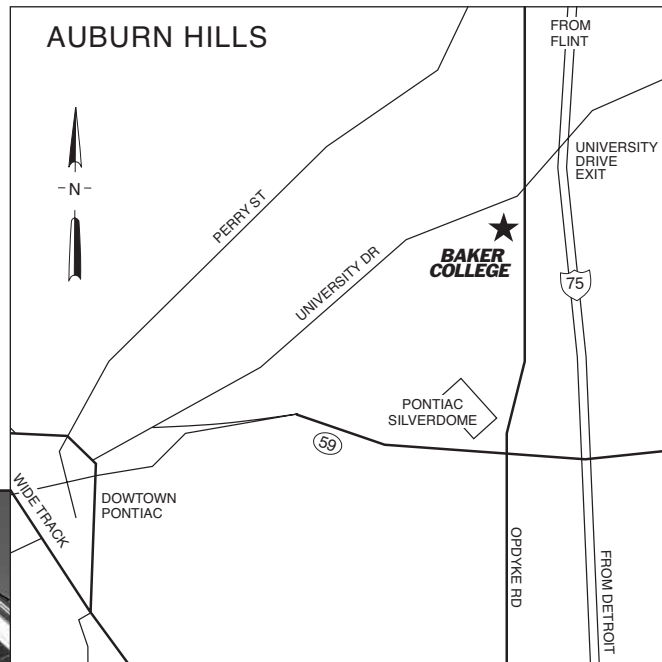 AUBURN HILLS
FROM
FLINT
-N-
UNIVERSITY
DRIVE
EXIT
PERRY ST
UNIVERSITY DR
BAKER
COLLEGE
75
PONTIAC
SILVERDOME
59
WIDE TRACK
DOWTOWN
PONTIAC
OPDYKE RD
FROM DETROIT